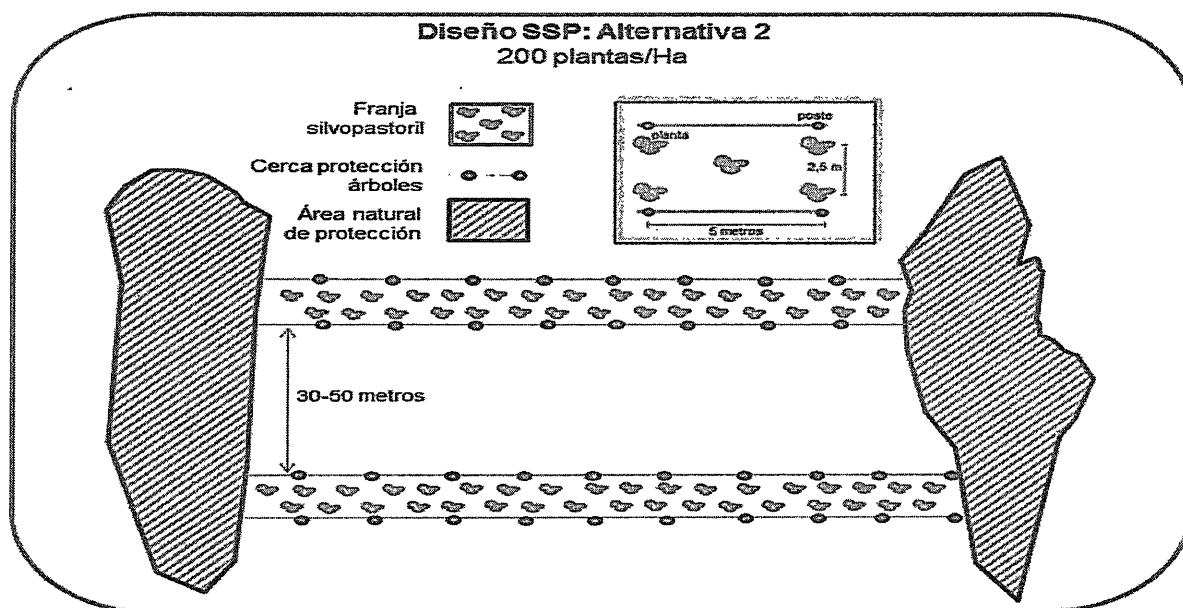 Diseño SSP: Alternativa 2
200 plantas/Ha
Franja
silvopastoril
Cerca protección
árboles
Área natural
de protección
poste
planta
2,5 m
5 metros
30-50 metros